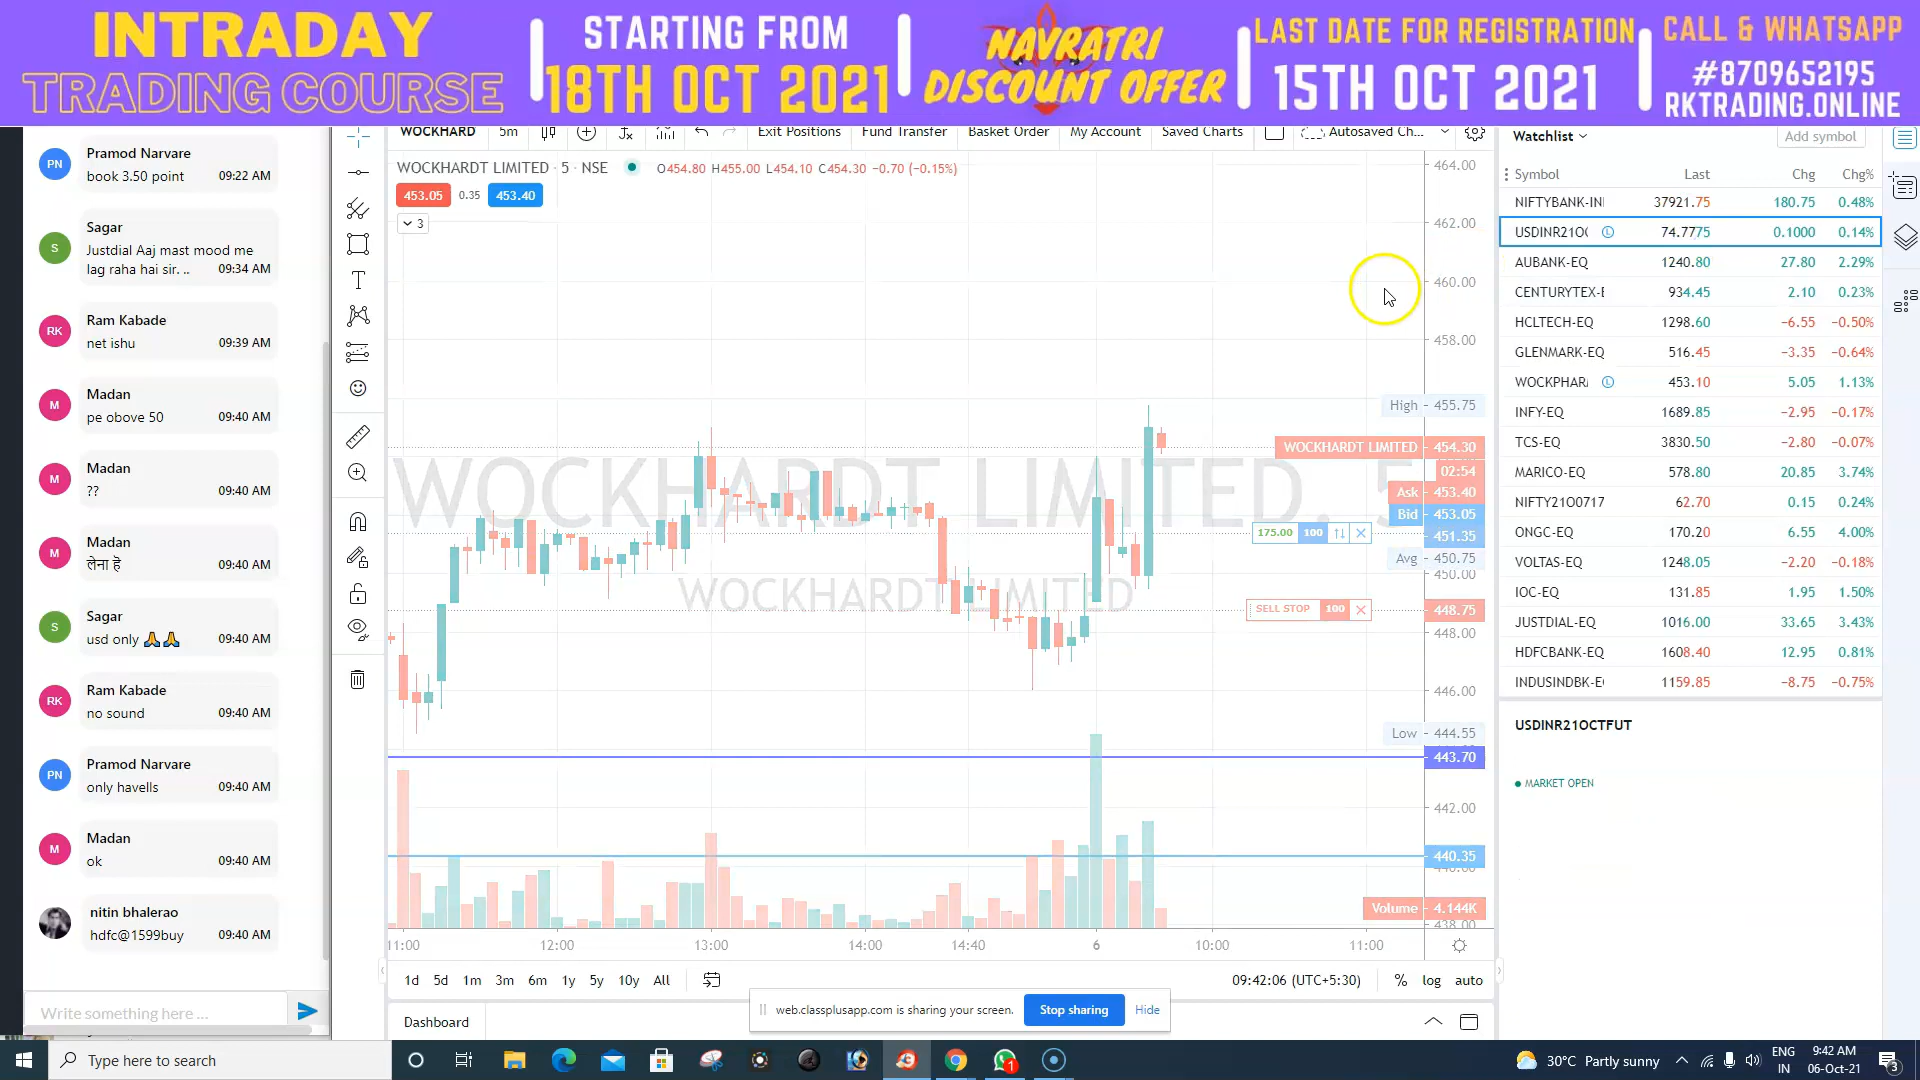 INTRADAY
TRADING COURSE
STARTING FROM
18TH OCT 2021
NAVRATRI
DISCOUNT OFFER
LAST DATE FOR REGISTRATION
15TH OCT 2021
CALL & WHATSAPP
#8709652195
RKTRADING.ONLINE
PN
Pramod Narvare
book 3.50 point 09:22 AM
S
Sagar
Justdial Aaj mast mood me
lag raha hai sir. .. 09:34 AM
RK
Ram Kabade
net ishu 09:39 AM
M
Madan
pe obove 50 09:40 AM
M
Madan
?? 09:40 AM
M
Madan
लेना हॆ 09:40 AM
S
Sagar
usd only 🙏🙏 09:40 AM
RK
Ram Kabade
no sound 09:40 AM
PN
Pramod Narvare
only havells 09:40 AM
M
Madan
ok 09:40 AM
nitin bhalerao
hdfc@1599buy 09:40 AM
Write something here ...
WOCKHARD 5m Exit Positions Fund Transfer Basket Order My Account Saved Charts Autosaved Ch...
WOCKHARDT LIMITED · 5 · NSE O454.80 H455.00 L454.10 C454.30 −0.70 (−0.15%)
453.05 0.35 453.40
3
WOCKHARDT LIMITED. 5
WOCKHARDT LIMITED
464.00
462.00
460.00
458.00
High 455.75
WOCKHARDT LIMITED 454.30
02:54
Ask 453.40
Bid 453.05
175.00 100 451.35
Avg 450.75
450.00
SELL STOP 100 448.75
448.00
446.00
Low 444.55
443.70
442.00
440.35
Volume 4.144K
438.00
11:00 12:00 13:00 14:00 14:40 6 10:00 11:00
1d 5d 1m 3m 6m 1y 5y 10y All 09:42:06 (UTC+5:30) % log auto
Dashboard
web.classplusapp.com is sharing your screen. Stop sharing Hide
Watchlist Add symbol
Symbol Last Chg Chg%
NIFTYBANK-IN 37921.75 180.75 0.48%
USDINR21O 74.7775 0.1000 0.14%
AUBANK-EQ 1240.80 27.80 2.29%
CENTURYTEX-E 934.45 2.10 0.23%
HCLTECH-EQ 1298.60 −6.55 −0.50%
GLENMARK-EQ 516.45 −3.35 −0.64%
WOCKPHAR 453.10 5.05 1.13%
INFY-EQ 1689.85 −2.95 −0.17%
TCS-EQ 3830.50 −2.80 −0.07%
MARICO-EQ 578.80 20.85 3.74%
NIFTY21O0717 62.70 0.15 0.24%
ONGC-EQ 170.20 6.55 4.00%
VOLTAS-EQ 1248.05 −2.20 −0.18%
IOC-EQ 131.85 1.95 1.50%
JUSTDIAL-EQ 1016.00 33.65 3.43%
HDFCBANK-EQ 1608.40 12.95 0.81%
INDUSINDBK-E 1159.85 −8.75 −0.75%
USDINR21OCTFUT
MARKET OPEN
Type here to search
1
30°C Partly sunny
ENG
IN
9:42 AM
06-Oct-21
3